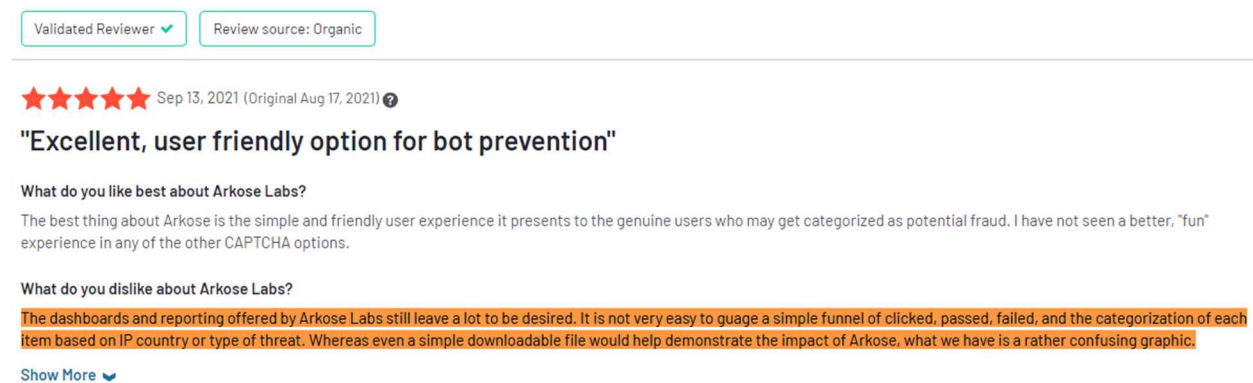 Validated Reviewer
Review source: Organic
Sep 13, 2021 (Original Aug 17, 2021) ?
"Excellent, user friendly option for bot prevention"
What do you like best about Arkose Labs?
The best thing about Arkose is the simple and friendly user experience it presents to the genuine users who may get categorized as potential fraud. I have not seen a better, "fun"
experience in any of the other CAPTCHA options.
What do you dislike about Arkose Labs?
The dashboards and reporting offered by Arkose Labs still leave a lot to be desired. It is not very easy to guage a simple funnel of clicked, passed, failed, and the categorization of each
item based on IP country or type of threat. Whereas even a simple downloadable file would help demonstrate the impact of Arkose, what we have is a rather confusing graphic.
Show More